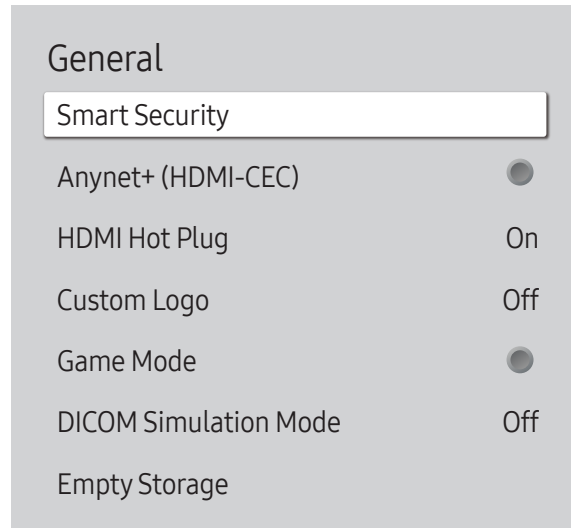 General
Smart Security
Anynet+ (HDMI-CEC)
HDMI Hot Plug On
Custom Logo Off
Game Mode
DICOM Simulation Mode Off
Empty Storage